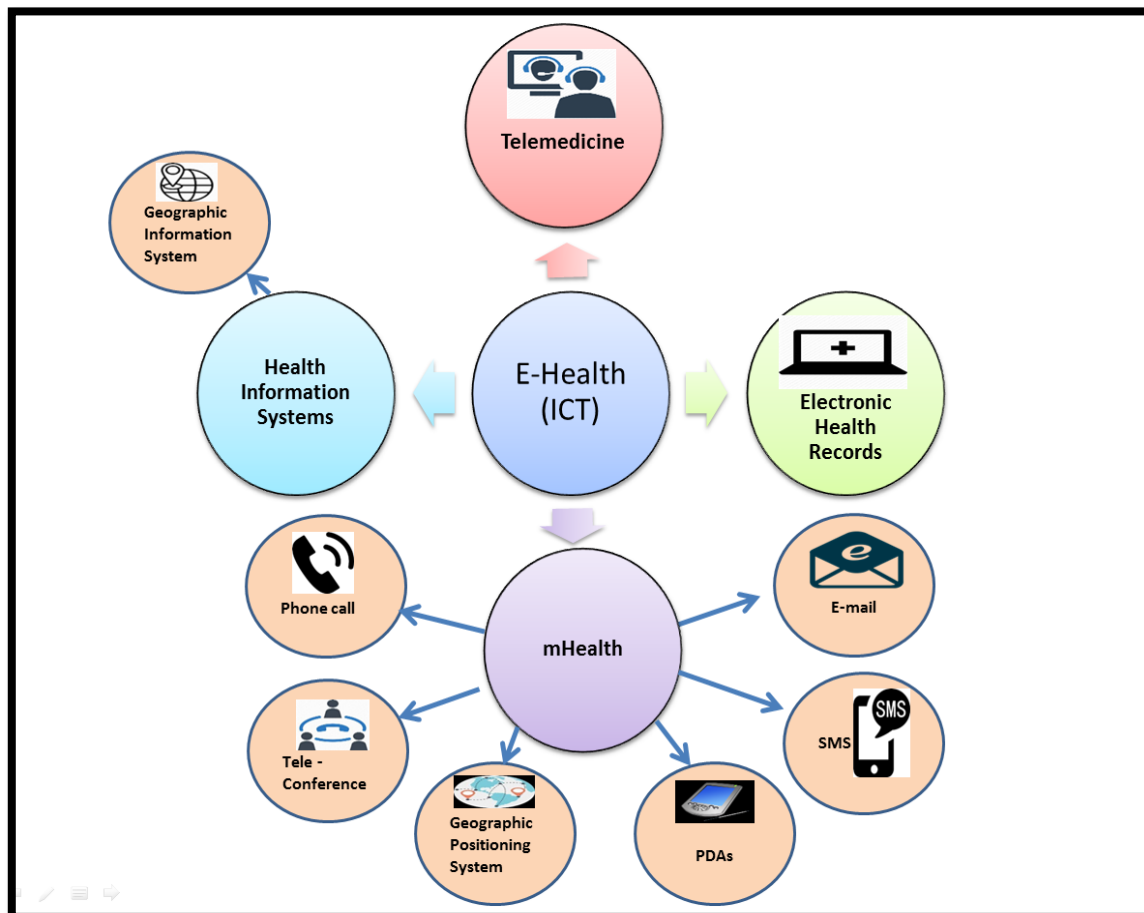 Telemedicine
Geographic
Information
System
Health
Information
Systems
E-Health
(ICT)
Electronic
Health
Records
Phone call
e
E-mail
mHealth
Tele -
Conference
SMS
SMS
Geographic
Positioning
System
PDAs